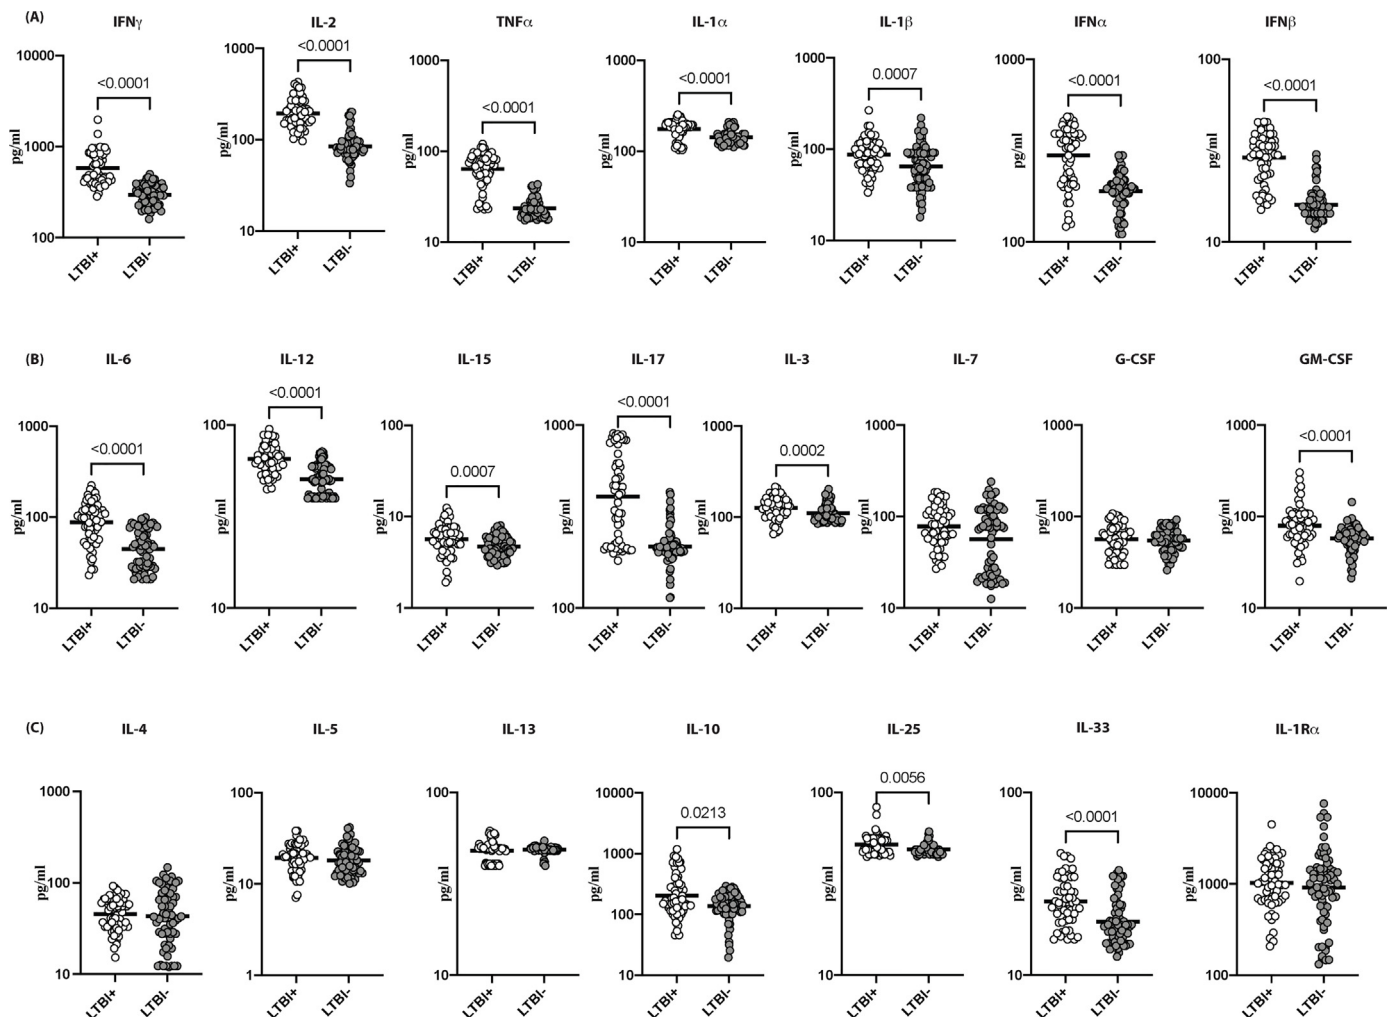 (A) IFNγ IL-2 TNFα IL-1α IL-1β IFNα IFNβ
<0.0001 <0.0001 <0.0001 <0.0001 0.0007 <0.0001 <0.0001
10000 1000 1000 1000 1000 1000 100
1000 100 100 100 100
100 10 10 10 10 100 10
pg/ml pg/ml pg/ml pg/ml pg/ml pg/ml pg/ml
LTBI+ LTBI- LTBI+ LTBI- LTBI+ LTBI- LTBI+ LTBI- LTBI+ LTBI- LTBI+ LTBI- LTBI+ LTBI-
(B) IL-6 IL-12 IL-15 IL-17 IL-3 IL-7 G-CSF GM-CSF
<0.0001 <0.0001 0.0007 <0.0001 0.0002 <0.0001
1000 100 100 1000 1000 1000 1000 1000
100 10 100 100 100 100
10 10 1 100 10 10 10 10
pg/ml pg/ml pg/ml pg/ml pg/ml pg/ml pg/ml pg/ml
LTBI+ LTBI- LTBI+ LTBI- LTBI+ LTBI- LTBI+ LTBI- LTBI+ LTBI- LTBI+ LTBI- LTBI+ LTBI- LTBI+ LTBI-
(C) IL-4 IL-5 IL-13 IL-10 IL-25 IL-33 IL-1Rα
0.0213 0.0056 <0.0001
1000 100 100 10000 100 100 10000
100 10 1000 1000
100
10 1 10 10 10 10 100
pg/ml pg/ml pg/ml pg/ml pg/ml pg/ml pg/ml
LTBI+ LTBI- LTBI+ LTBI- LTBI+ LTBI- LTBI+ LTBI- LTBI+ LTBI- LTBI+ LTBI- LTBI+ LTBI-